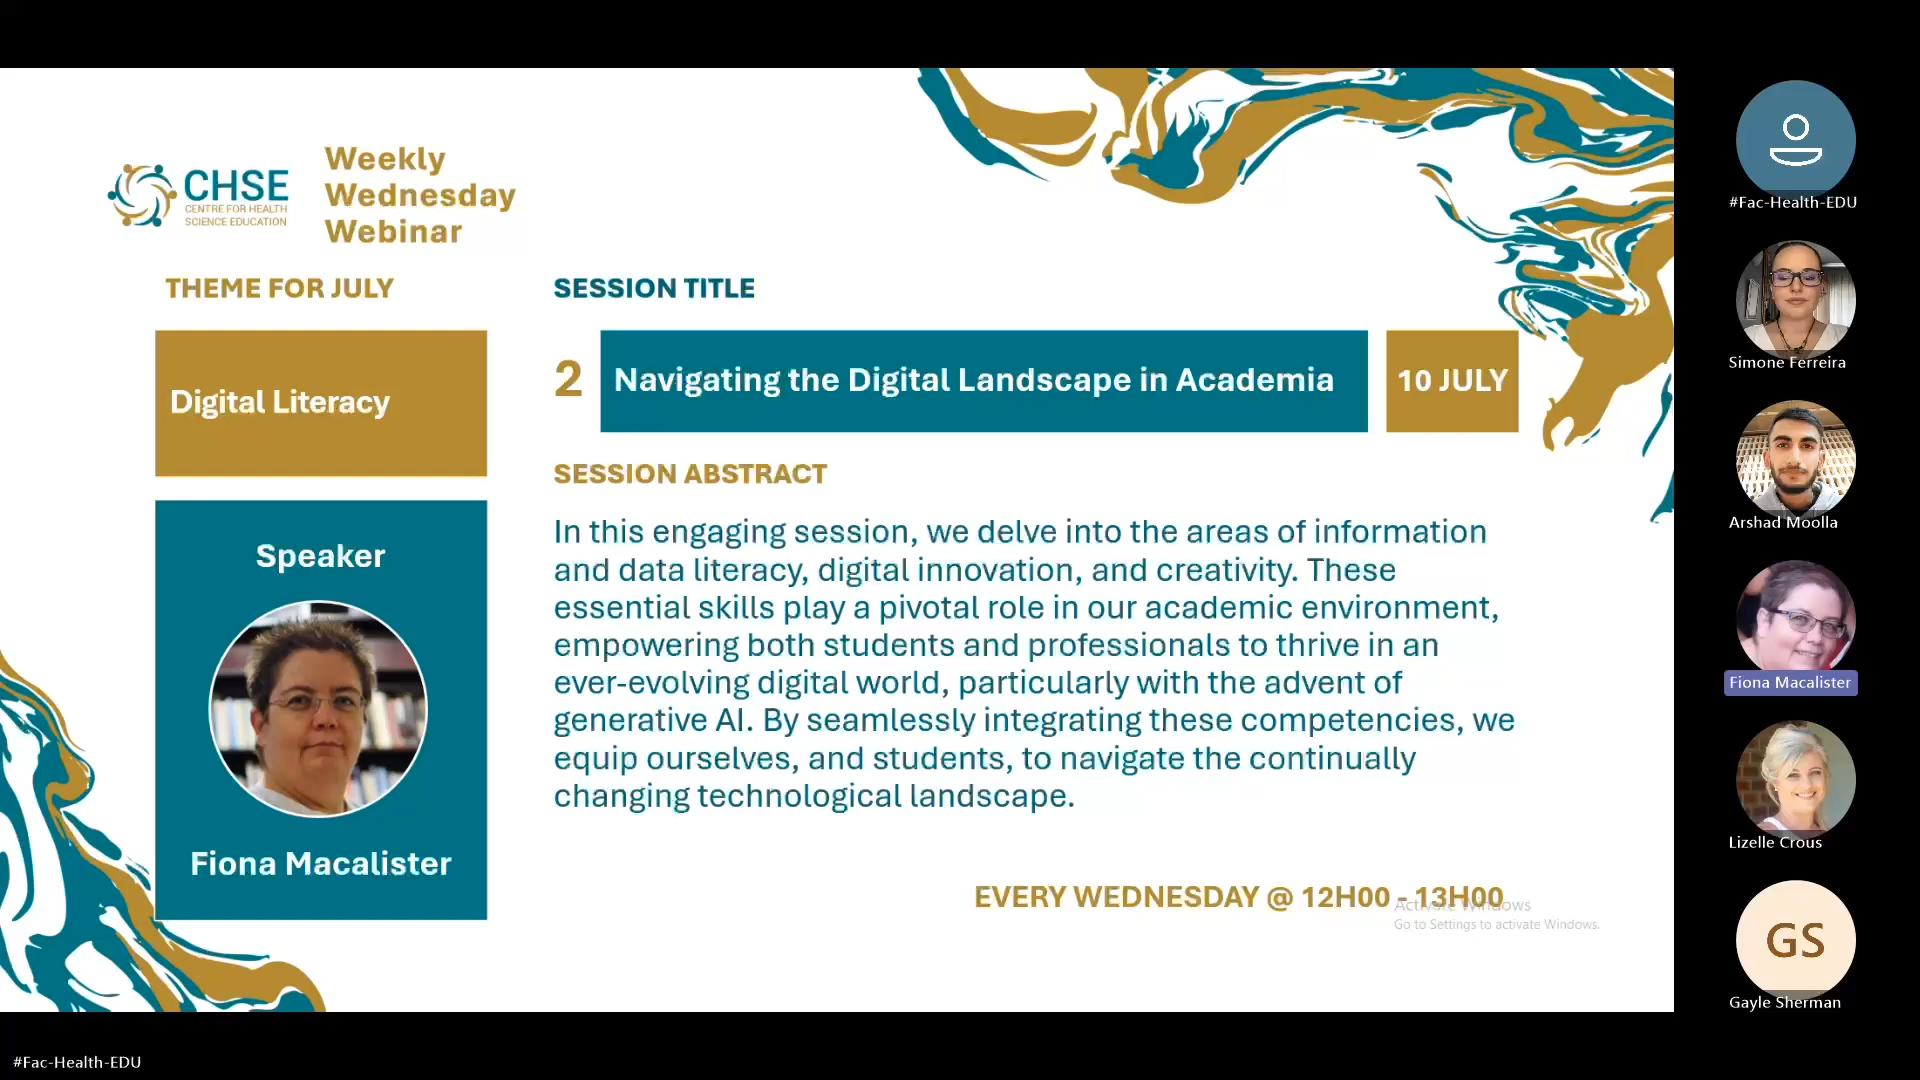 Weekly
Wednesday
Webinar
CHSE
CENTRE FOR HEALTH
SCIENCE EDUCATION
THEME FOR JULY
Digital Literacy
Speaker
Fiona Macalister
SESSION TITLE
2
Navigating the Digital Landscape in Academia
10 JULY
SESSION ABSTRACT
In this engaging session, we delve into the areas of information
and data literacy, digital innovation, and creativity. These
essential skills play a pivotal role in our academic environment,
empowering both students and professionals to thrive in an
ever-evolving digital world, particularly with the advent of
generative AI. By seamlessly integrating these competencies, we
equip ourselves, and students, to navigate the continually
changing technological landscape.
EVERY WEDNESDAY @ 12H00 - 13H00
Activate Windows
Go to Settings to activate Windows.
#Fac-Health-EDU
Simone Ferreira
Arshad Moolla
Fiona Macalister
Lizelle Crous
GS
Gayle Sherman
#Fac-Health-EDU